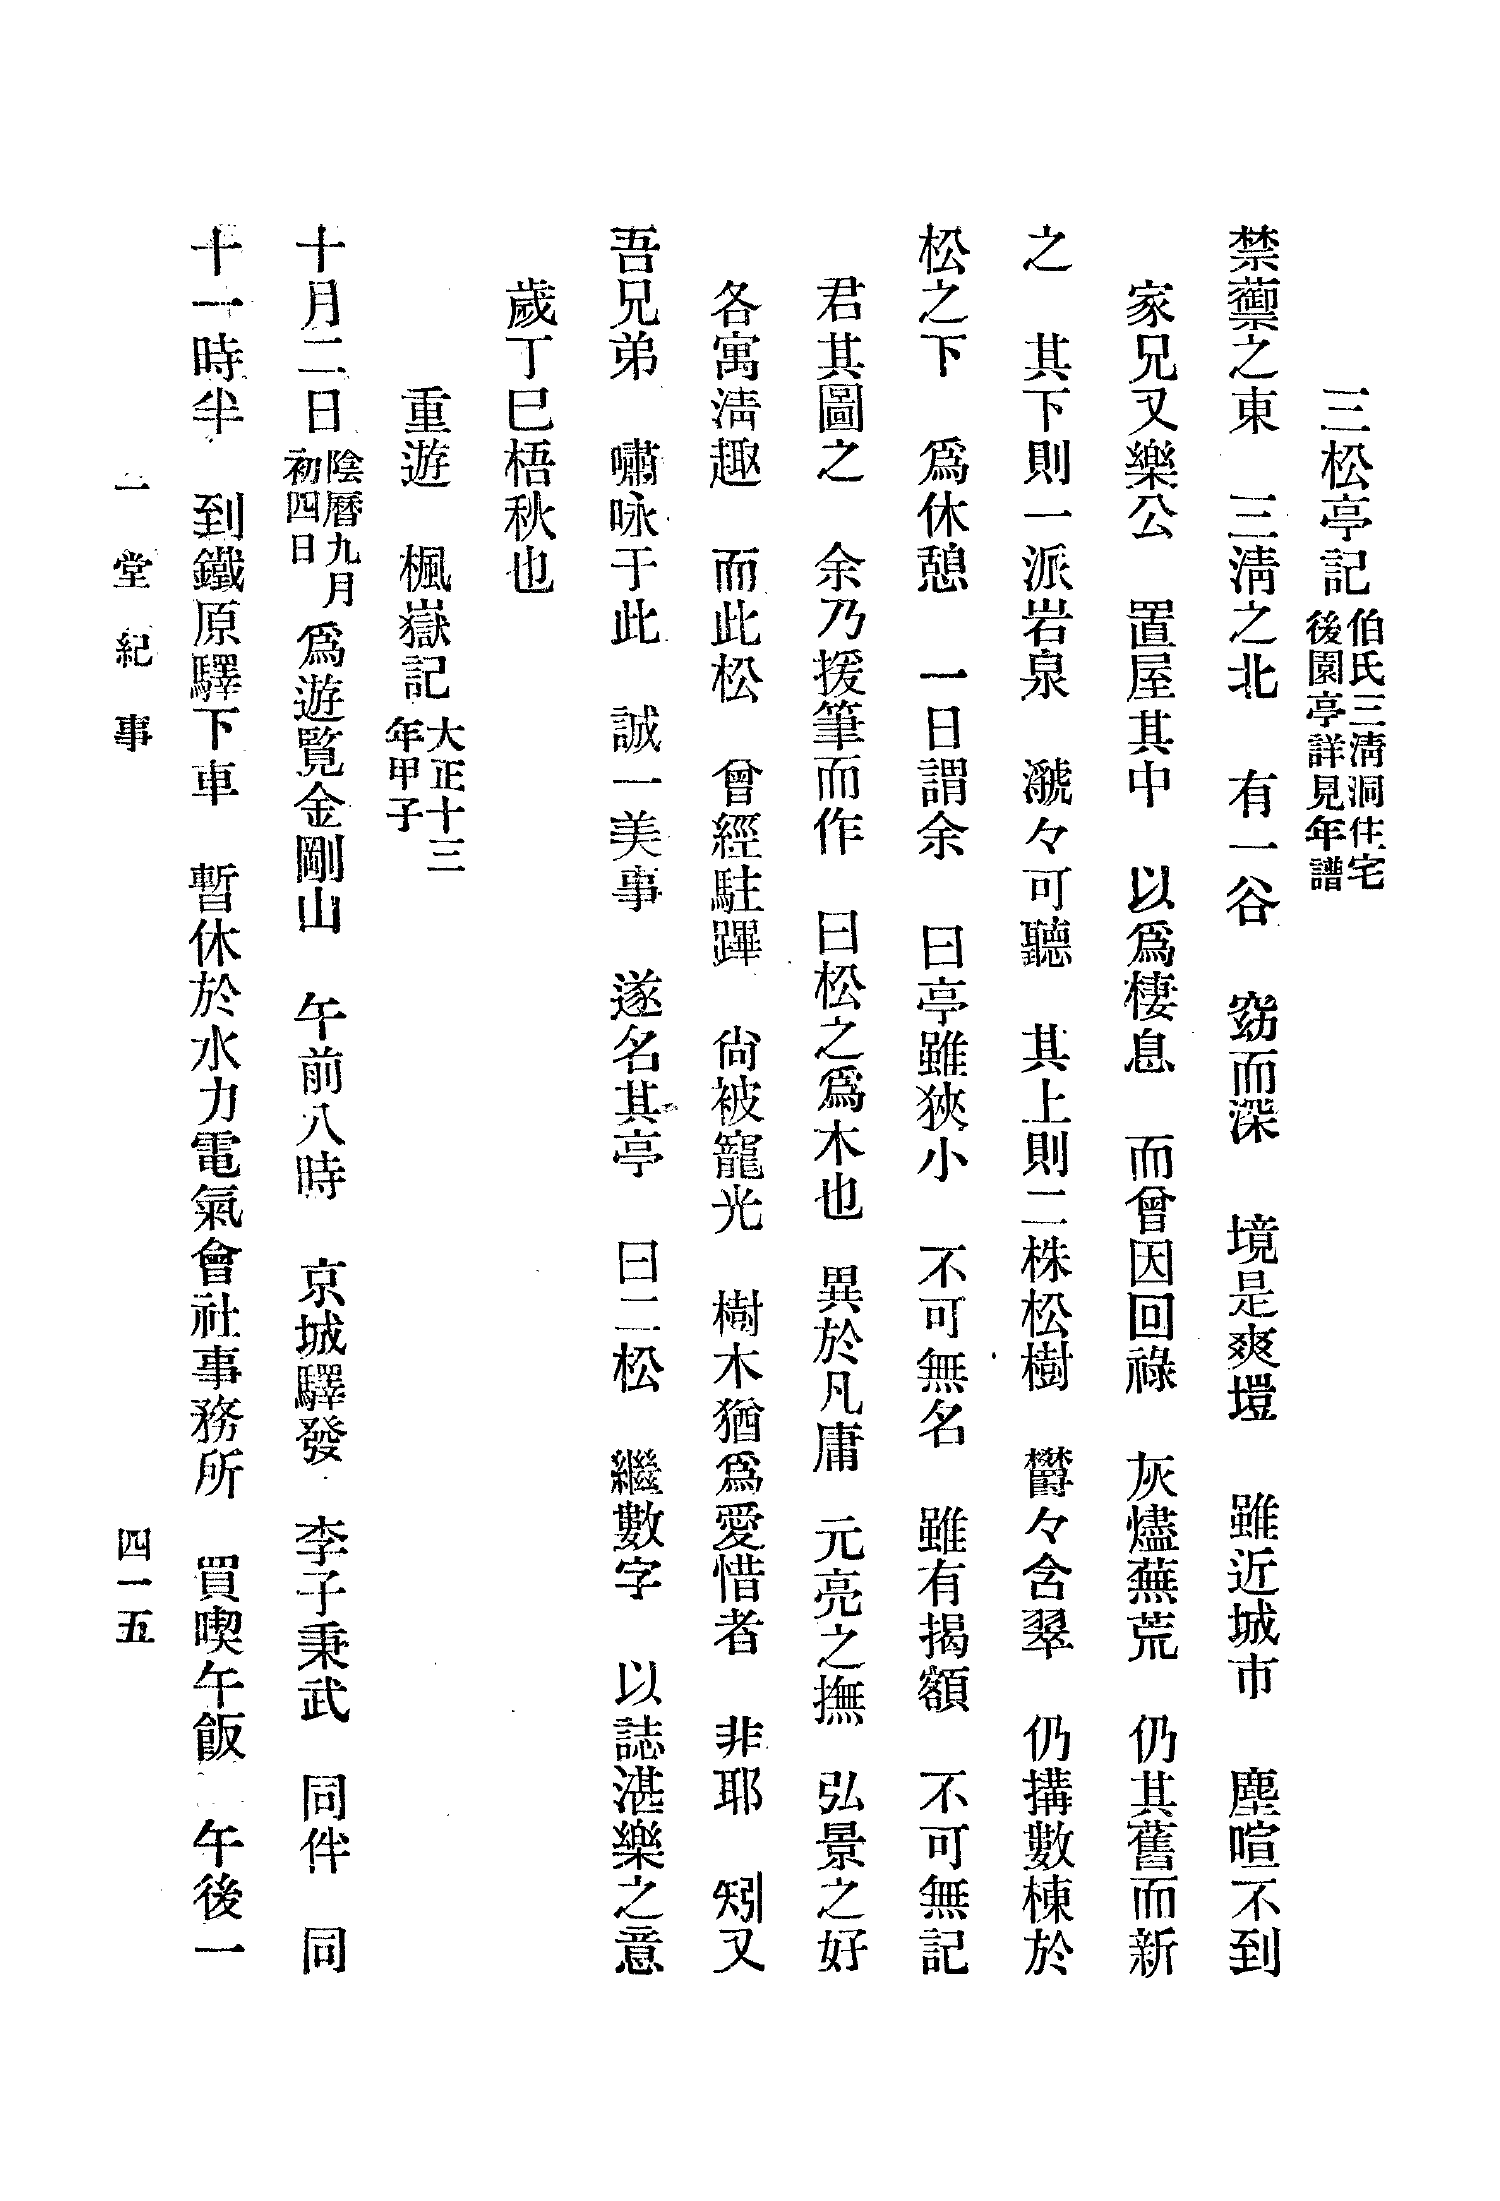 三松亭記 伯氏三淸洞住宅後園亭詳見年譜
禁蘌之東 三淸之北 有一谷 窈而深 境是爽塏 雖近城市 塵喧不到
家兄又樂公 置屋其中 以爲棲息 而曾因回祿 灰燼蕪荒 仍其舊而新
之 其下則一派岩泉 㶁々可聽 其上則二株松樹 欝々含翠 仍搆數棟於
松之下 爲休憩 一日謂余 曰亭雖狹小 不可無名 雖有揭額 不可無記
君其圖之 余乃援筆而作 曰松之爲木也 異於凡庸 元亮之撫 弘景之好
各寓淸趣 而此松 曾經駐蹕 尙被寵光 樹木猶爲愛惜者 非耶 矧又
吾兄弟 嘯咏于此 誠一美事 遂名其亭 曰二松 繼數字 以誌湛樂之意
歲丁巳梧秋也
重遊 楓嶽記 大正十三年甲子
十月二日 陰曆九月初四日 爲遊覽金剛山 午前八時 京城驛發 李子秉武 同伴 同
十一時半 到鐵原驛下車 暫休於水力電氣會社事務所 買喫午飯 午後一
一堂紀事 四一五